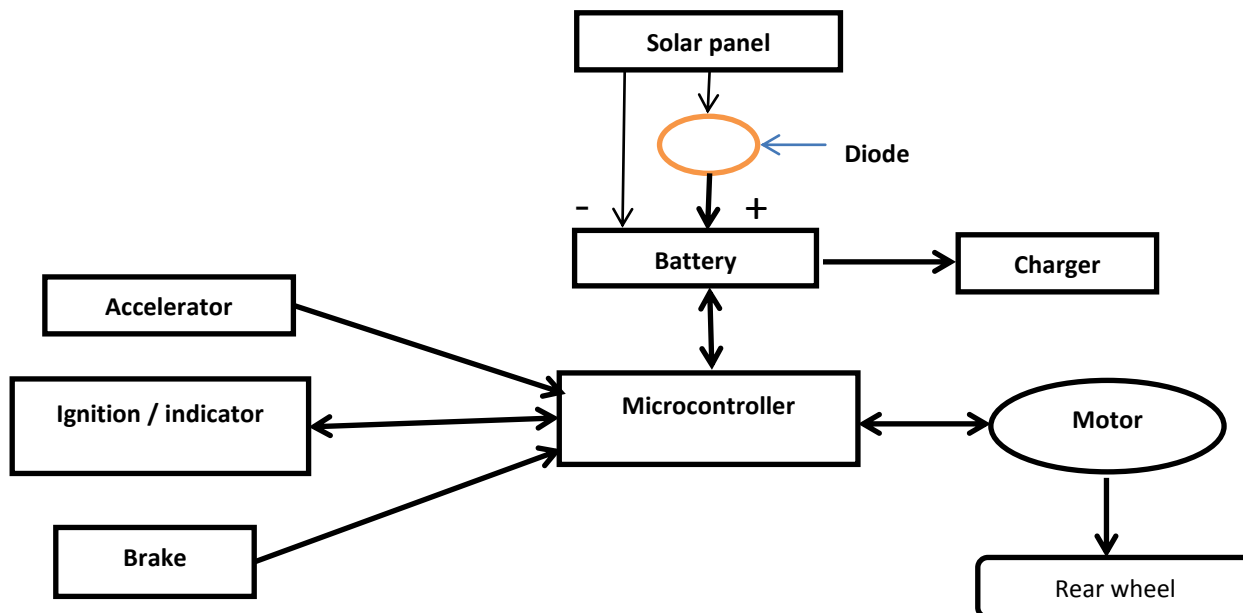 Solar panel
Diode
- +
Battery
Charger
Accelerator
Ignition / indicator
Microcontroller
Motor
Brake
Rear wheel